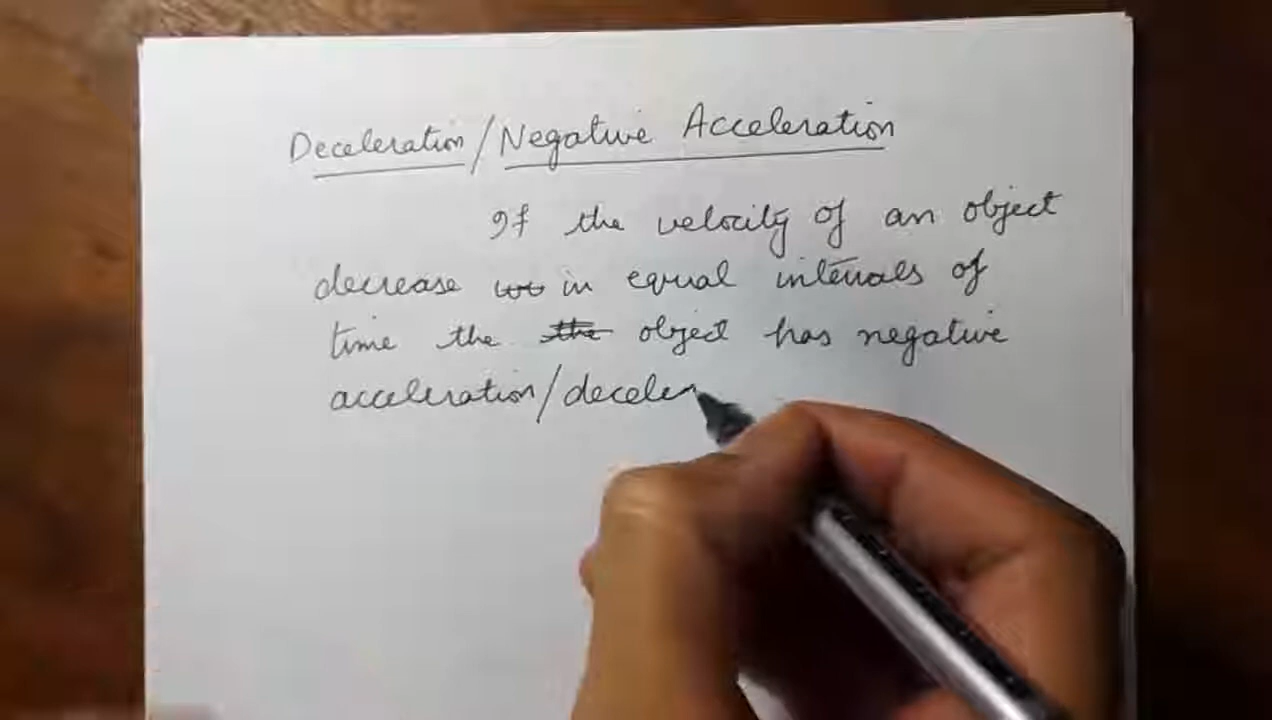 Deceleration/Negative Acceleration
If the velocity of an object
decrease in equal intervals of
time the the object has negative
acceleration/deceler